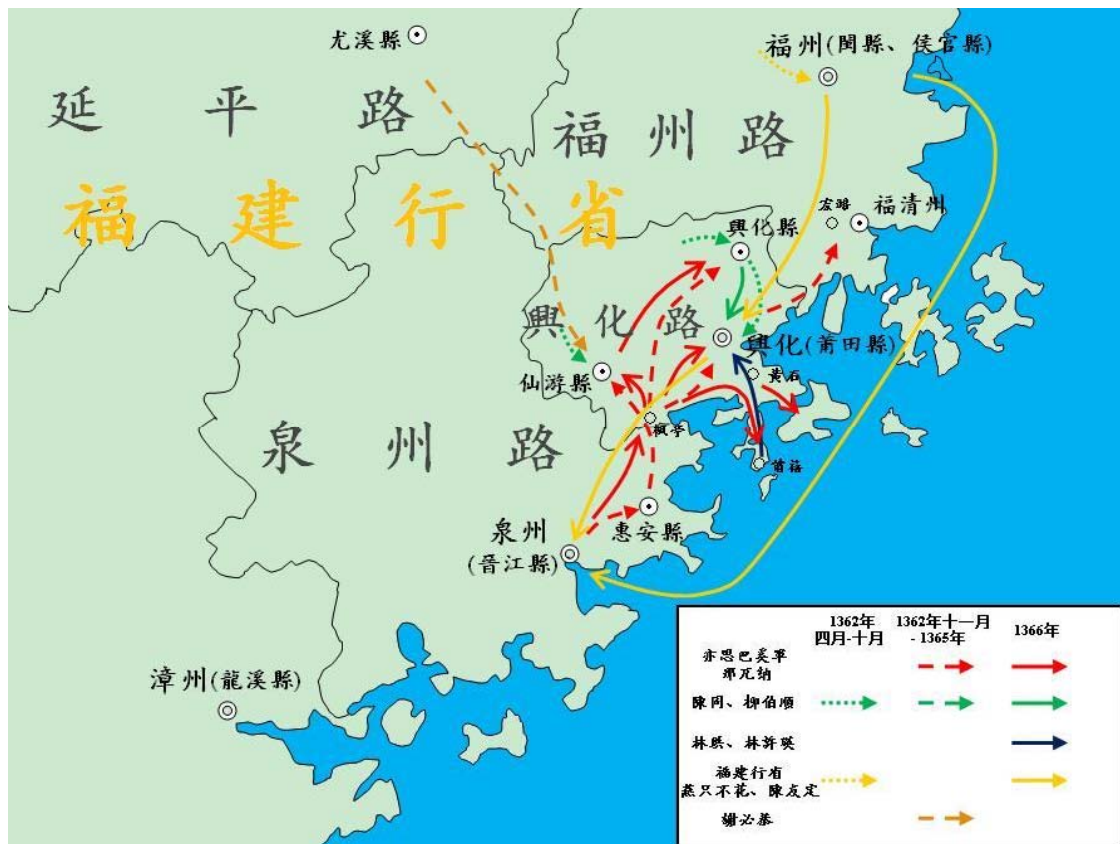 尤溪縣
福州(閩縣、侯官縣)
延平路
福州路
福建行省
宏路
福清州
興化縣
興化路
興化(莆田縣)
仙游縣
黃石
楓亭
莆禧
泉州路
惠安縣
泉州
(晉江縣)
漳州(龍溪縣)
1362年
四月-十月
1362年十一月
- 1365年
1366年
亦思巴奚軍
那兀納
陳同、柳伯順
林珙、林許瑛
福建行省
燕只不花、陳友定
謝必恭